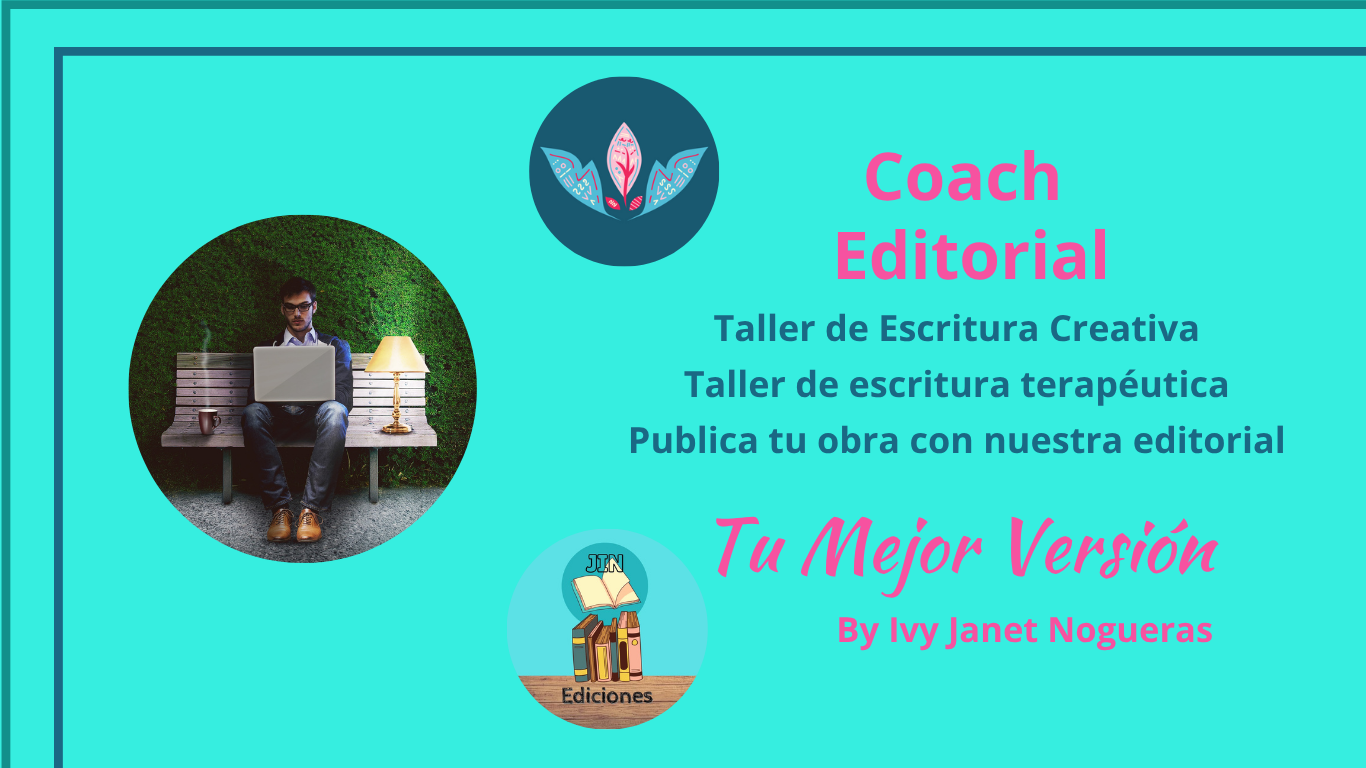 Coach
Editorial
Taller de Escritura Creativa
Taller de escritura terapéutica
Publica tu obra con nuestra editorial
Tu Mejor Versión
By Ivy Janet Nogueras
JIN
Ediciones